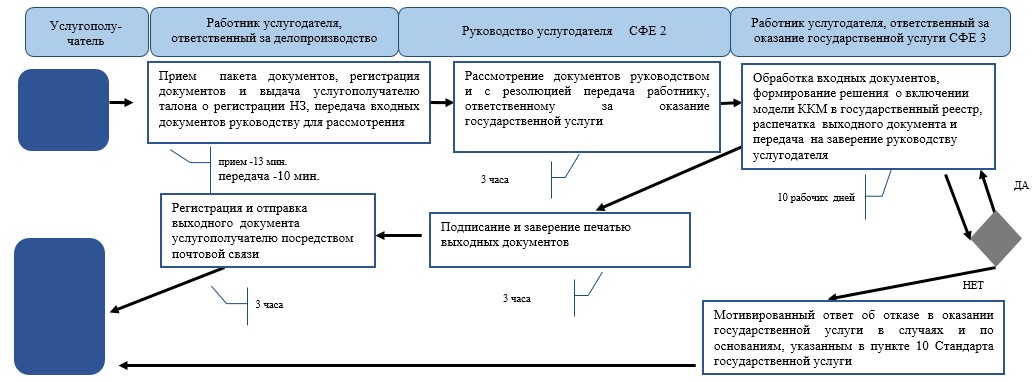 Услугополу-
чатель
Работник услугодателя,
ответственный за делопроизводство
Руководство услугодателя СФЕ 2
Работник услугодателя, ответственный за
оказание государственной услуги СФЕ 3
Прием пакета документов, регистрация
документов и выдача услугополучателю
талона о регистрации НЗ, передача входных
документов руководству для рассмотрения
Рассмотрение документов руководством
и с резолюцией передача работнику,
ответственному за оказание
государственной услуги
Обработка входных документов,
формирование решения о включении
модели ККМ в государственный реестр,
распечатка выходного документа и
передача на заверение руководству
услугодателя
прием -13 мин.
передача -10 мин.
3 часа
10 рабочих дней
ДА
Регистрация и отправка
выходного документа
услугополучателю посредством
почтовой связи
Подписание и заверение печатью
выходных документов
3 часа
3 часа
НЕТ
Мотивированный ответ об отказе в оказании
государственной услуги в случаях и по
основаниям, указанным в пункте 10 Стандарта
государственной услуги